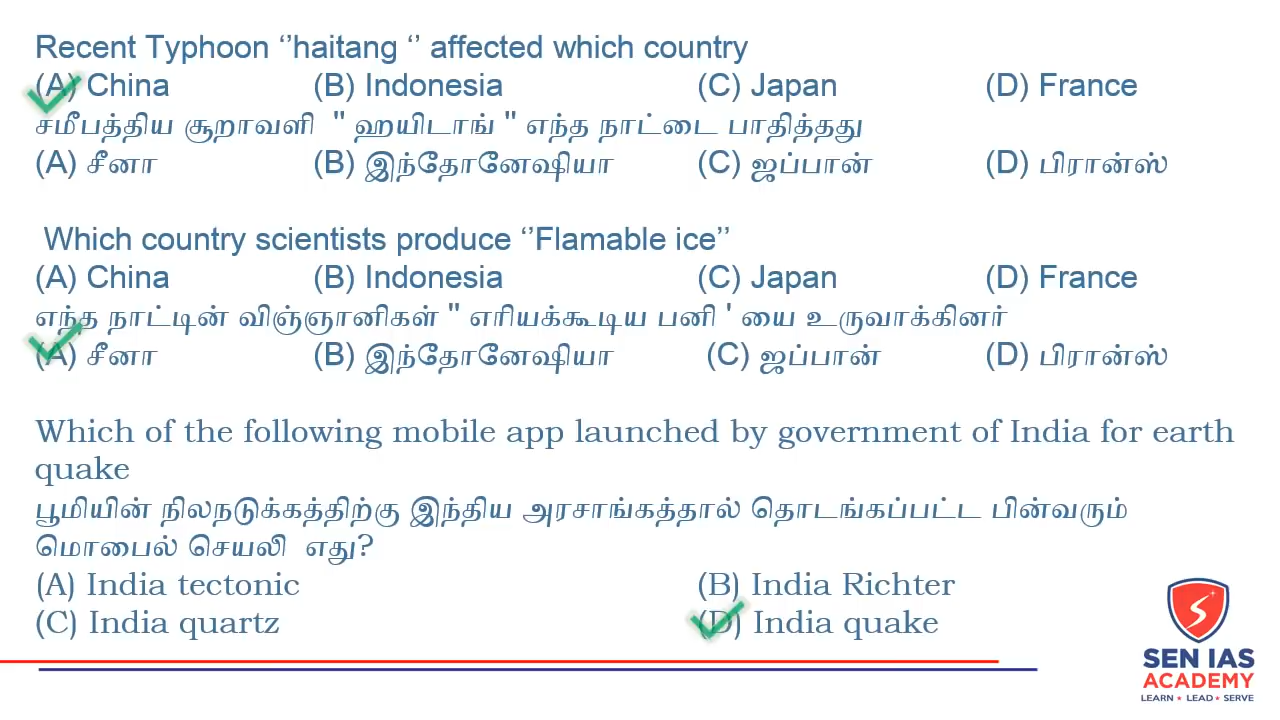 Recent Typhoon ‘’haitang ‘’ affected which country
(A) China (B) Indonesia (C) Japan (D) France
சமீபத்திய சூறாவளி " ஹயிடாங் " எந்த நாட்டை பாதித்தது
(A) சீனா (B) இந்தோனேஷியா (C) ஜப்பான் (D) பிரான்ஸ்
Which country scientists produce ‘’Flamable ice’’
(A) China (B) Indonesia (C) Japan (D) France
எந்த நாட்டின் விஞ்ஞானிகள் " எரியக்கூடிய பனி ' யை உருவாக்கினர்
(A) சீனா (B) இந்தோனேஷியா (C) ஜப்பான் (D) பிரான்ஸ்
Which of the following mobile app launched by government of India for earth
quake
பூமியின் நிலநடுக்கத்திற்கு இந்திய அரசாங்கத்தால் தொடங்கப்பட்ட பின்வரும்
மொபைல் செயலி எது?
(A) India tectonic (B) India Richter
(C) India quartz (D) India quake
SEN IAS
ACADEMY
LEARN ★ LEAD ★ SERVE